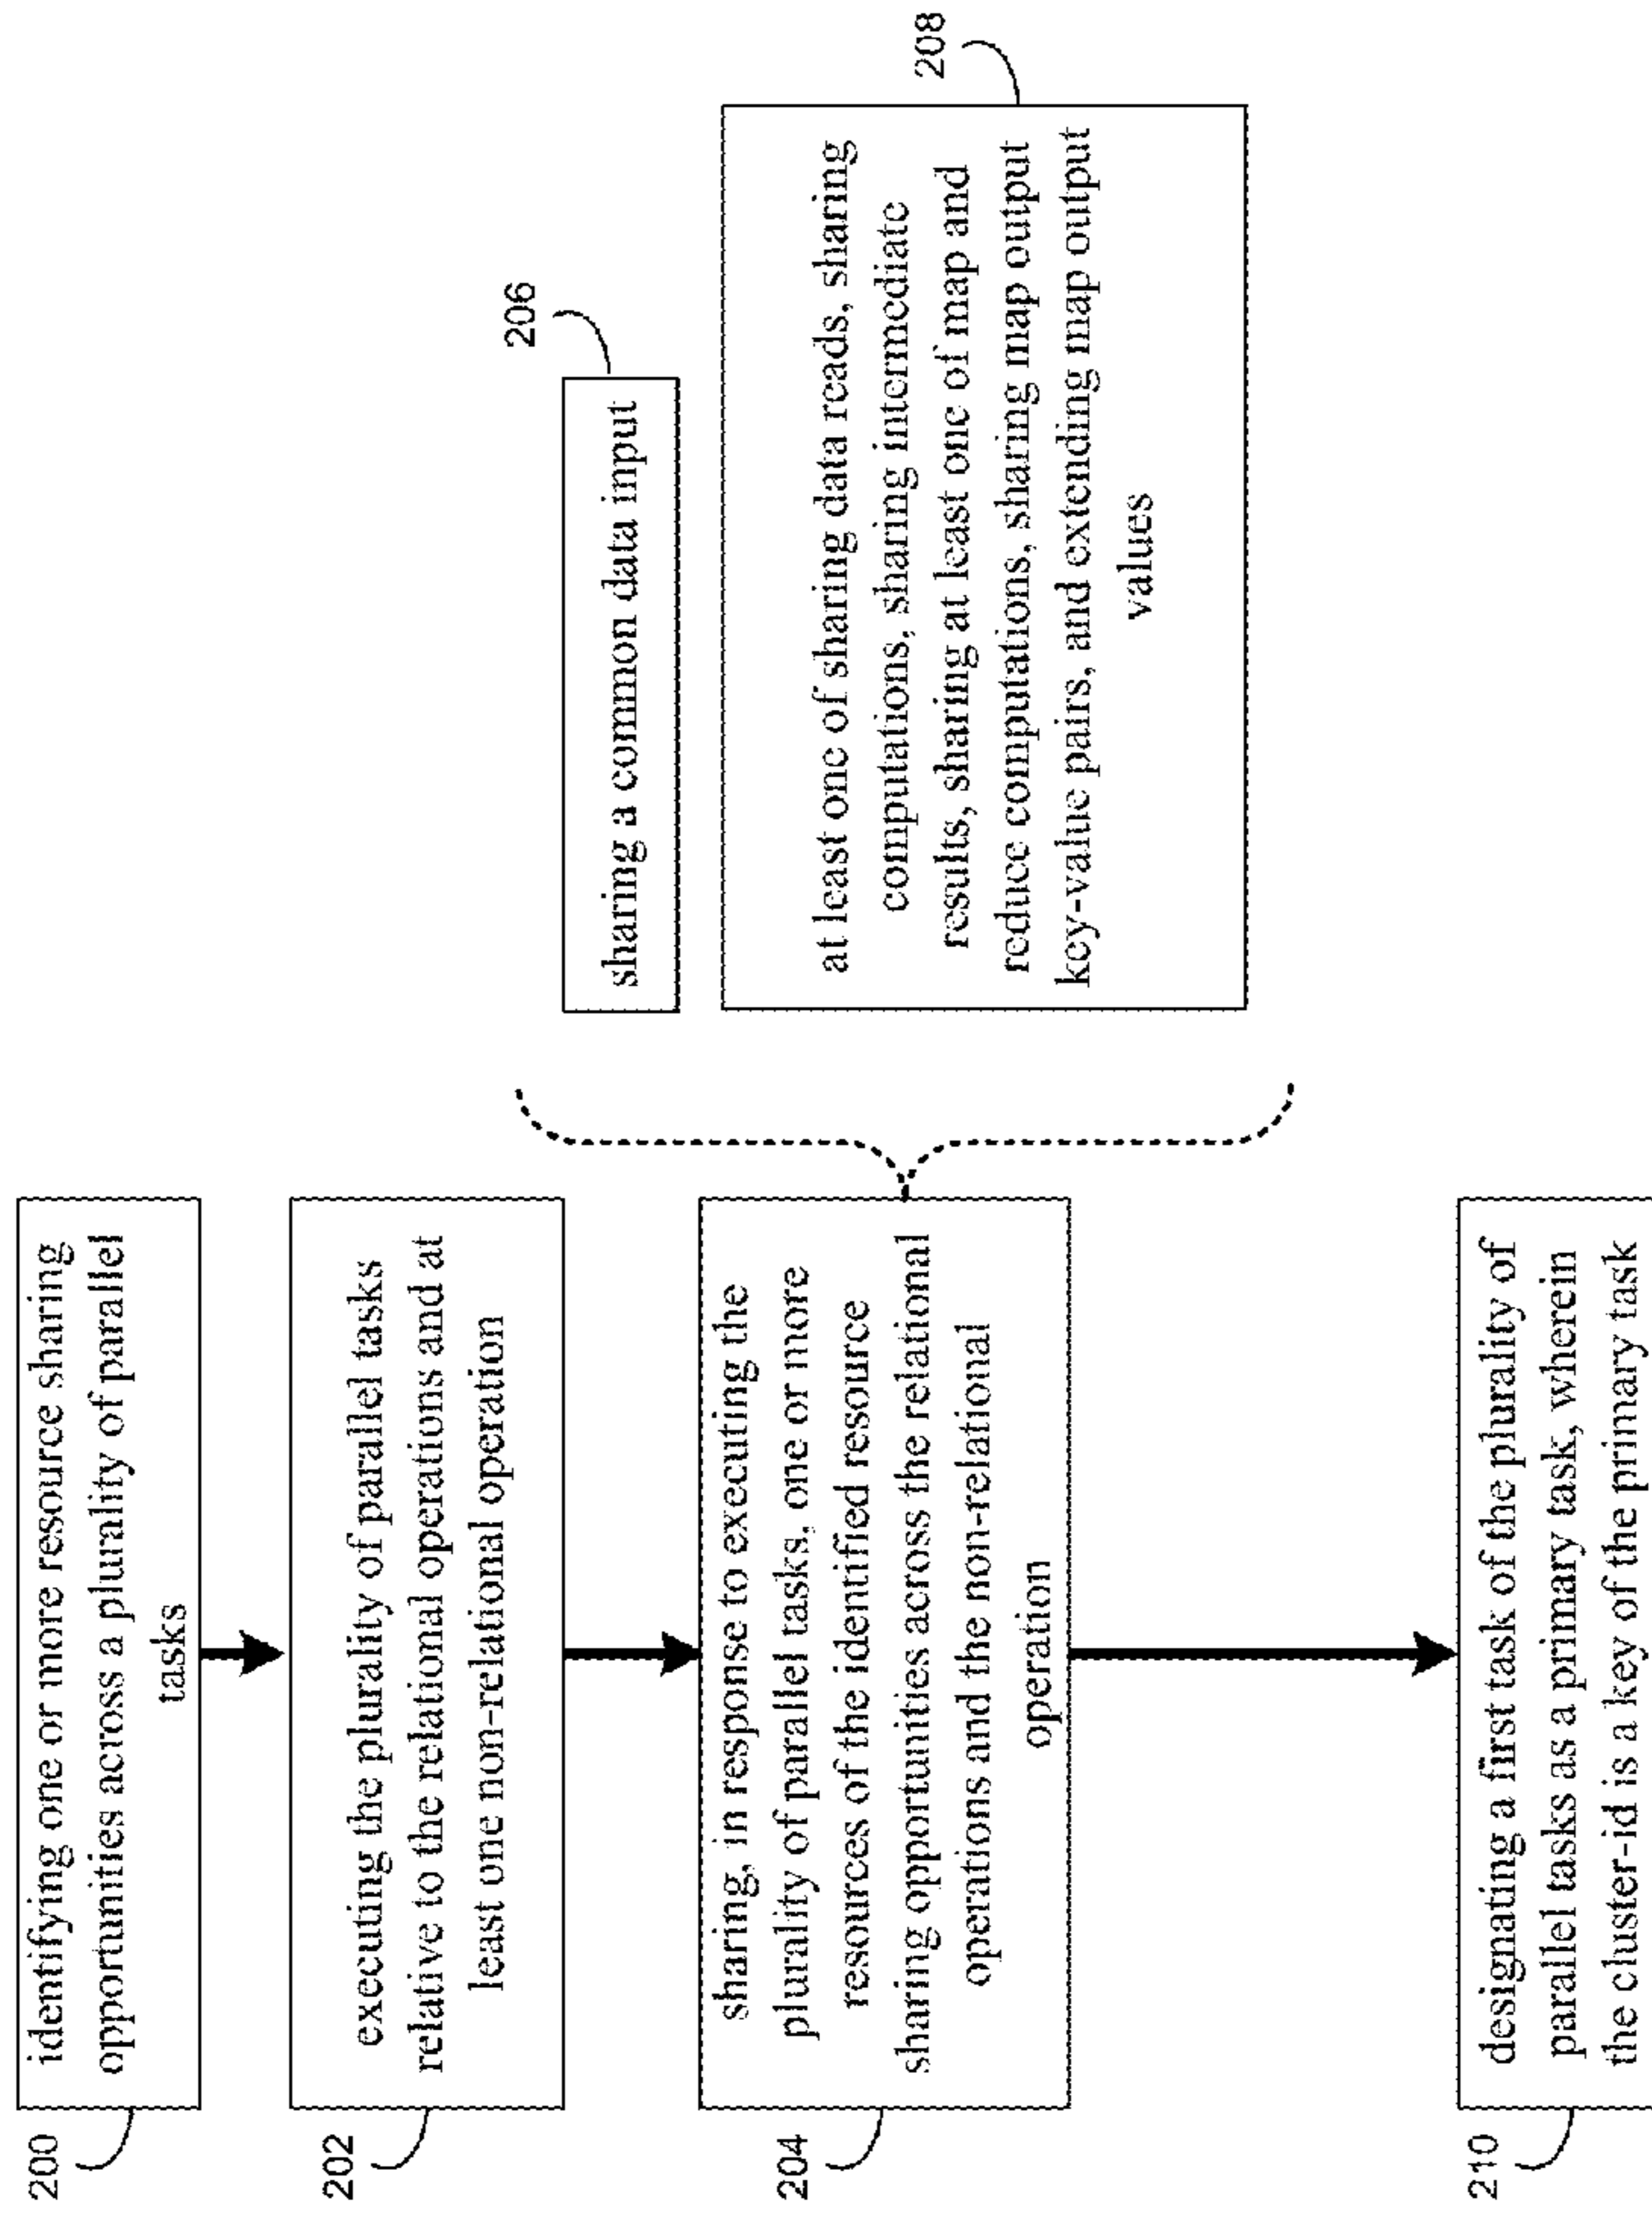 200
identifying one or more resource sharing
opportunities across a plurality of parallel
tasks
202
executing the plurality of parallel tasks
relative to the relational operations and at
least one non-relational operation
204
sharing, in response to executing the
plurality of parallel tasks, one or more
resources of the identified resource
sharing opportunities across the relational
operations and the non-relational
operation
206
sharing a common data input
208
at least one of sharing data reads, sharing
computations, sharing intermediate
results, sharing at least one of map and
reduce computations, sharing map output
key-value pairs, and extending map output
values
210
designating a first task of the plurality of
parallel tasks as a primary task, wherein
the cluster-id is a key of the primary task